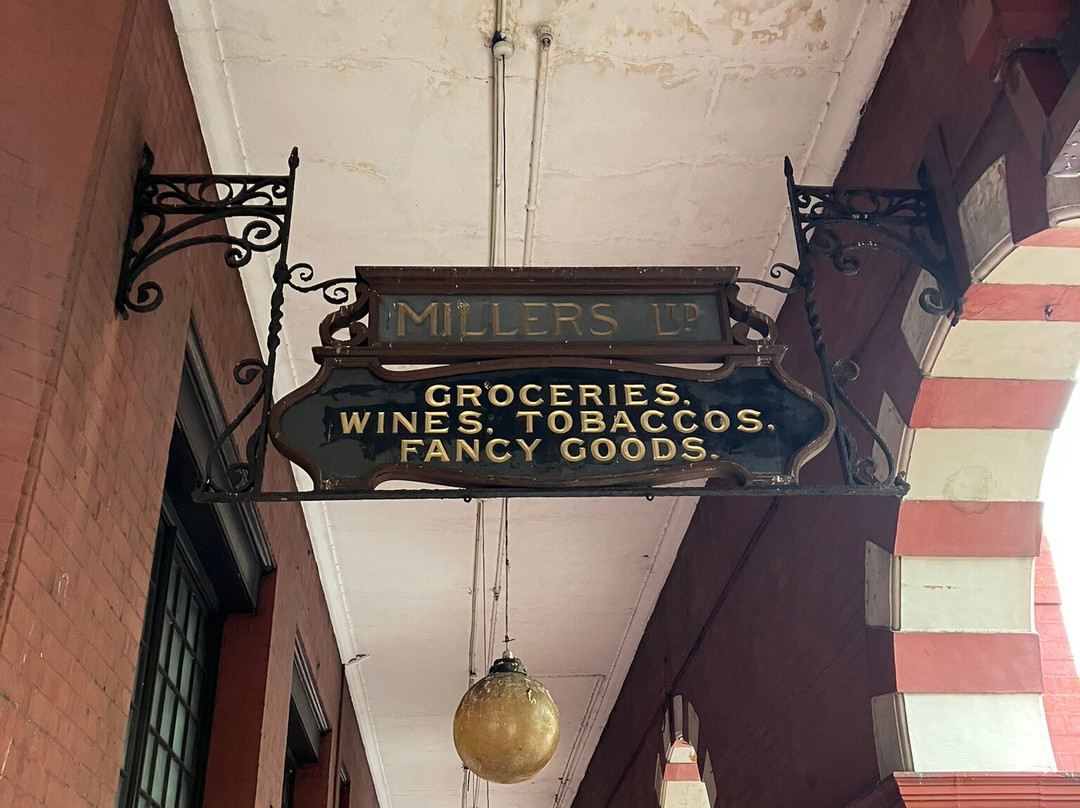 MILLERS LTD
GROCERIES.
WINES. TOBACCOS.
FANCY GOODS.